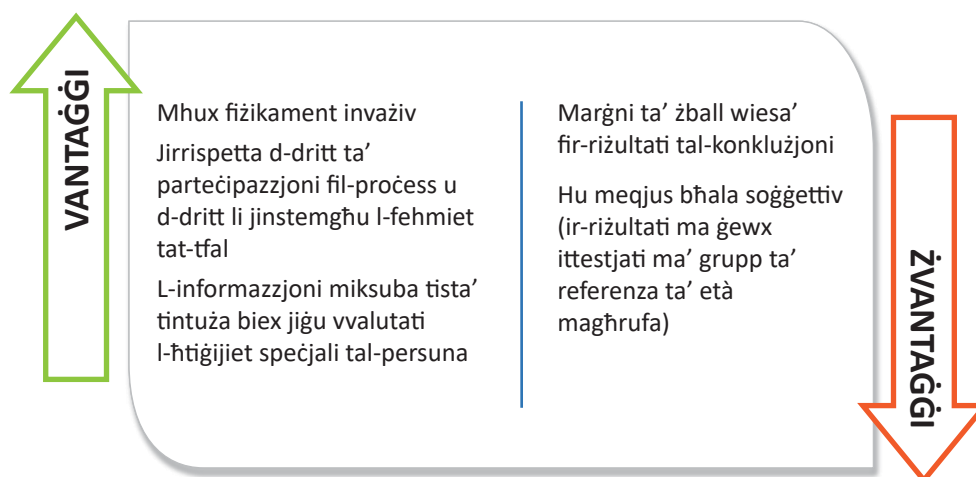 VANTAĠĠI
Mhux fiżikament invażiv
Jirrispetta d-dritt ta’
parteċipazzjoni fil-proċess u
d-dritt li jinstemgħu l-fehmiet
tat-tfal
L-informazzjoni miksuba tista’
tintuża biex jiġu vvalutati
l-ħtiġijiet speċjali tal-persuna
Marġni ta’ żball wiesa’
fir-riżultati tal-konklużjoni
Hu meqjus bħala soġġettiv
(ir-riżultati ma ġewx
ittestjati ma’ grupp ta’
referenza ta’ età
magħrufa)
ŻVANTAĠĠI